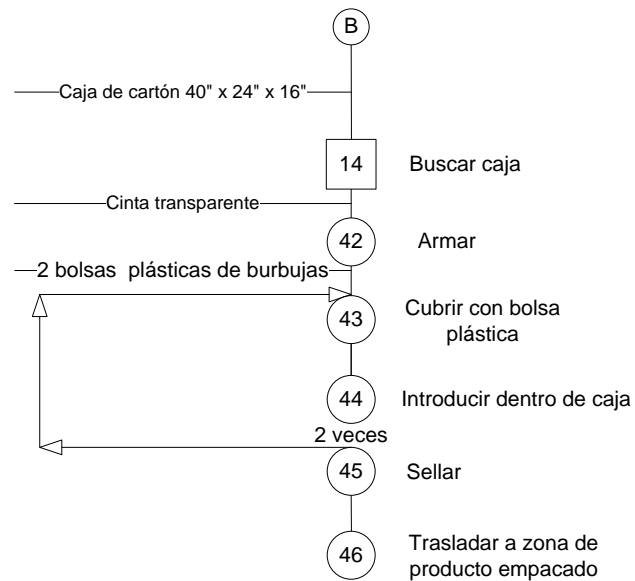 B
Caja de cartón 40" x 24" x 16"
14 Buscar caja
Cinta transparente
42 Armar
2 bolsas plásticas de burbujas
43 Cubrir con bolsa
plástica
44 Introducir dentro de caja
2 veces
45 Sellar
46 Trasladar a zona de
producto empacado